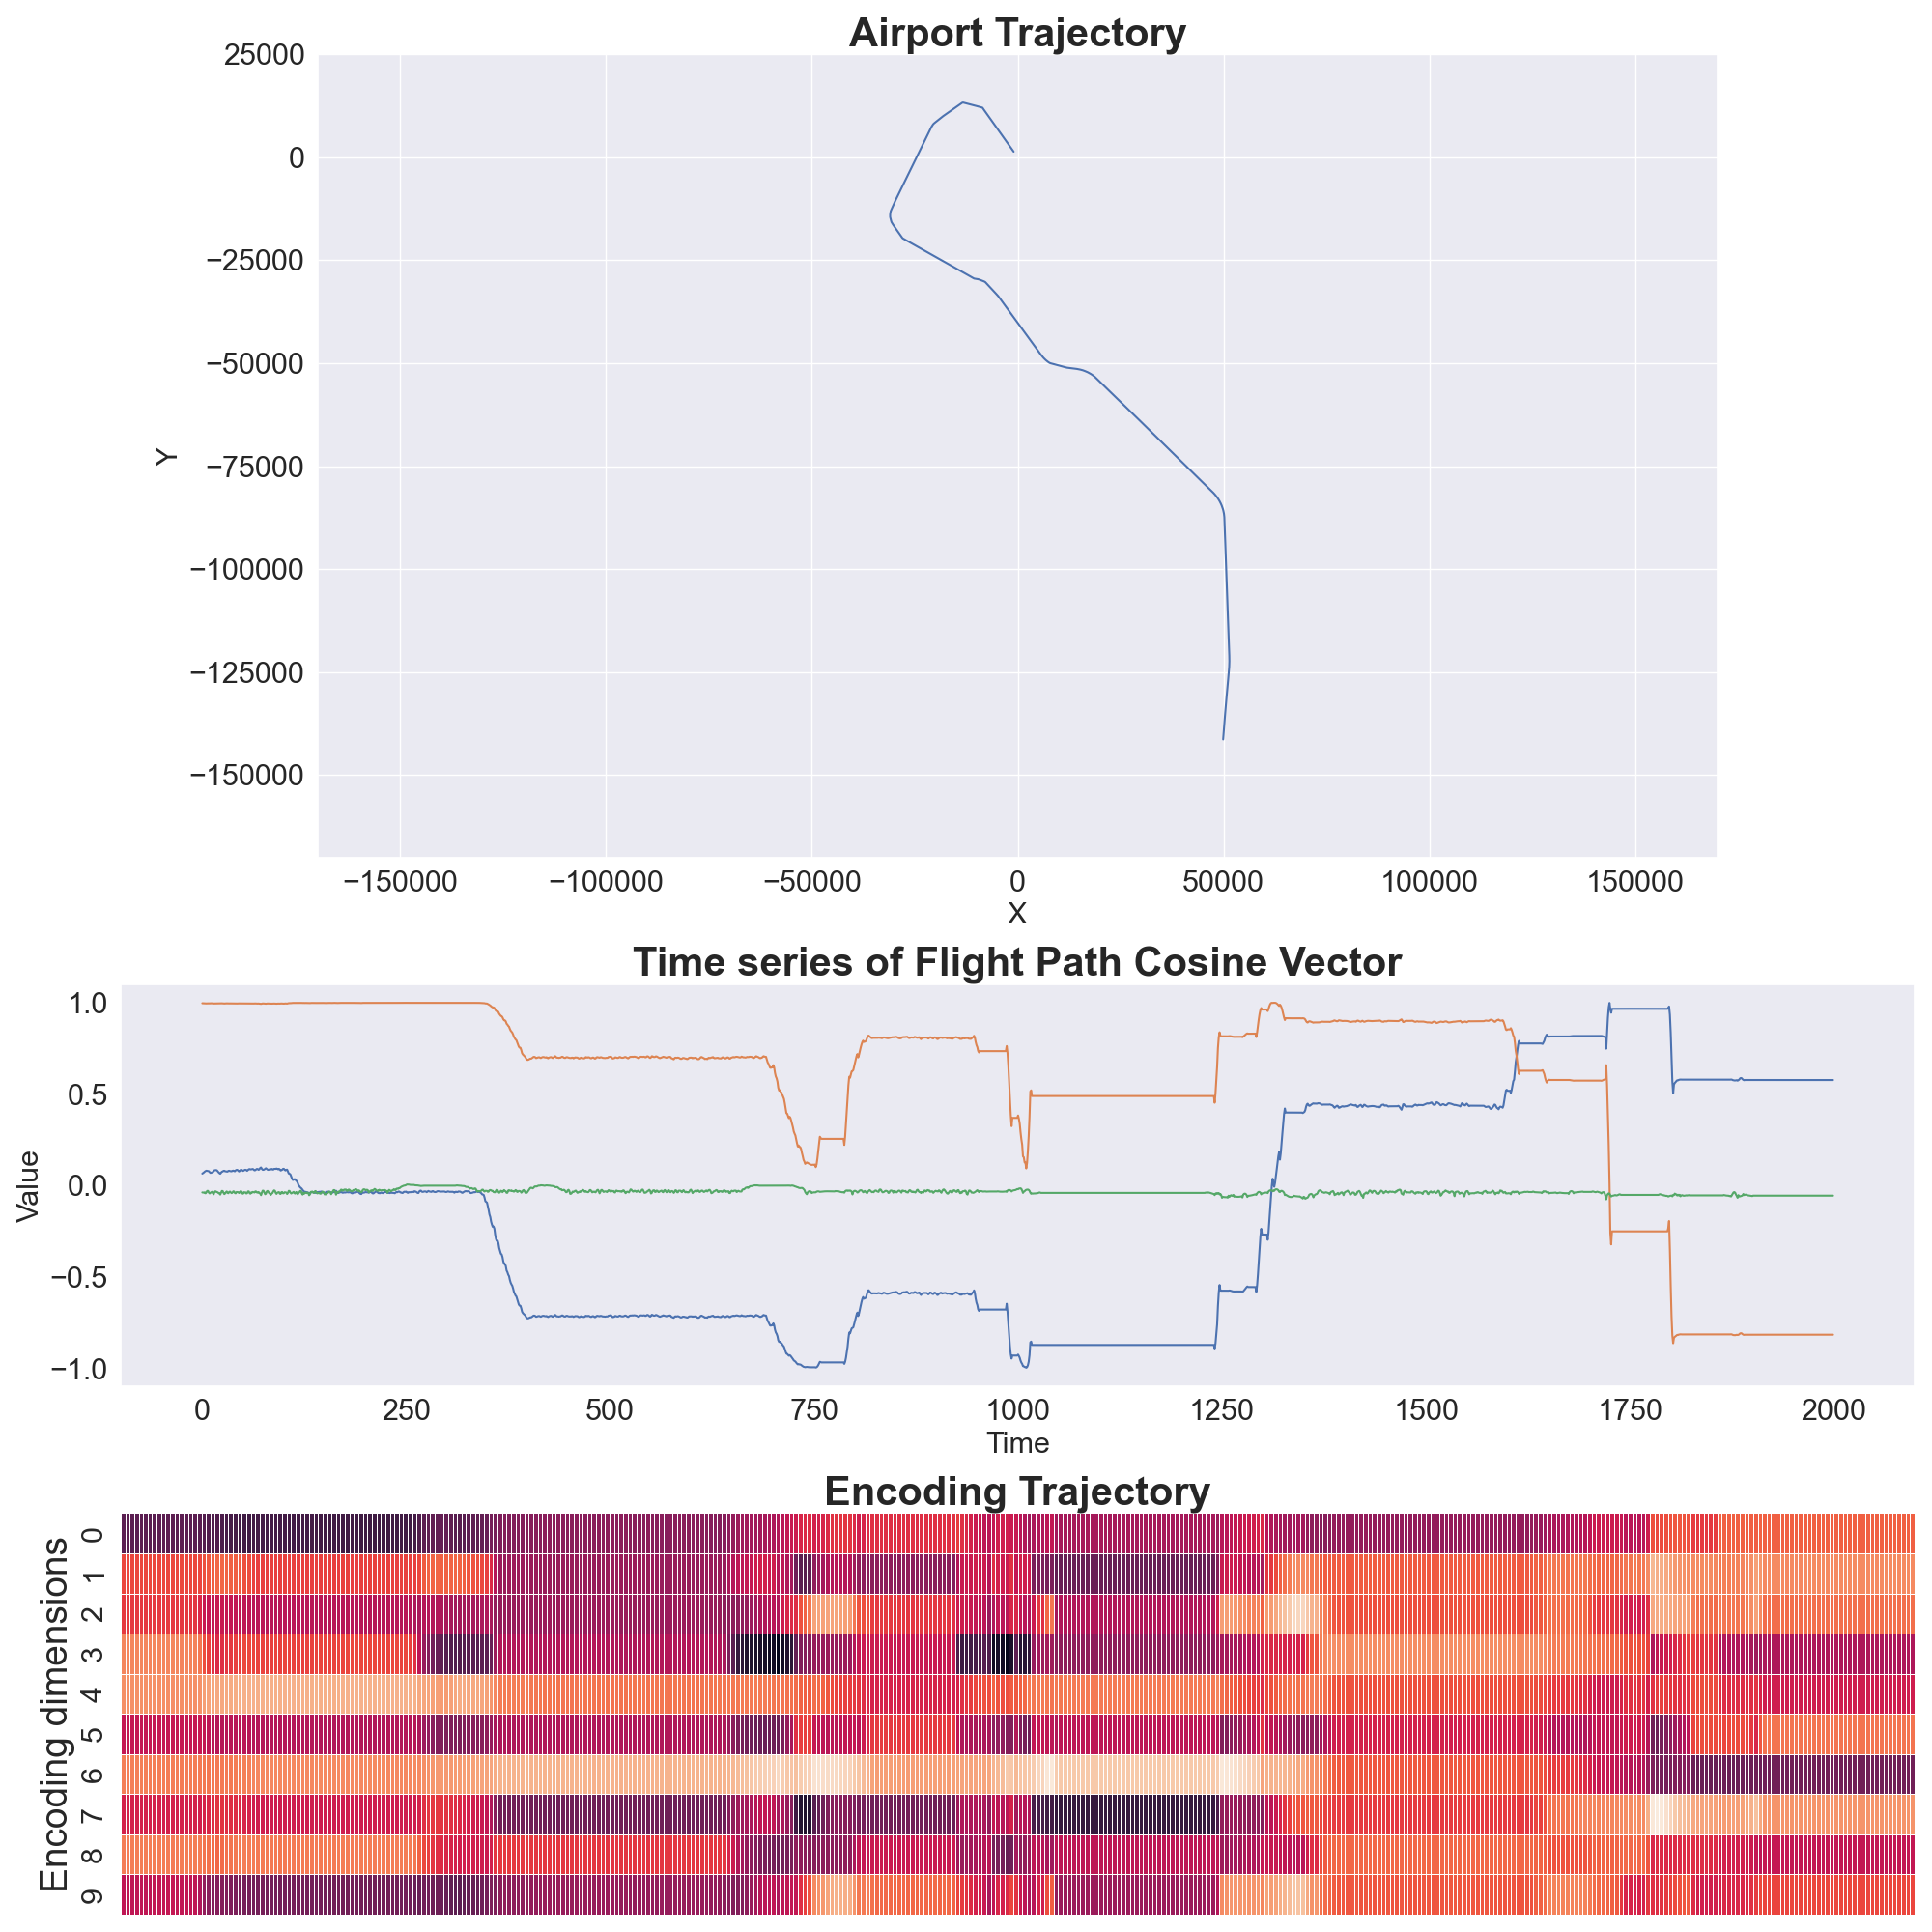 Airport Trajectory
25000
0
−25000
−50000
−75000
−100000
−125000
−150000
Y
−150000 −100000 −50000 0 50000 100000 150000
X
Time series of Flight Path Cosine Vector
1.0
0.5
0.0
−0.5
−1.0
Value
0 250 500 750 1000 1250 1500 1750 2000
Time
Encoding Trajectory
Encoding dimensions
0
1
2
3
4
5
6
7
8
9